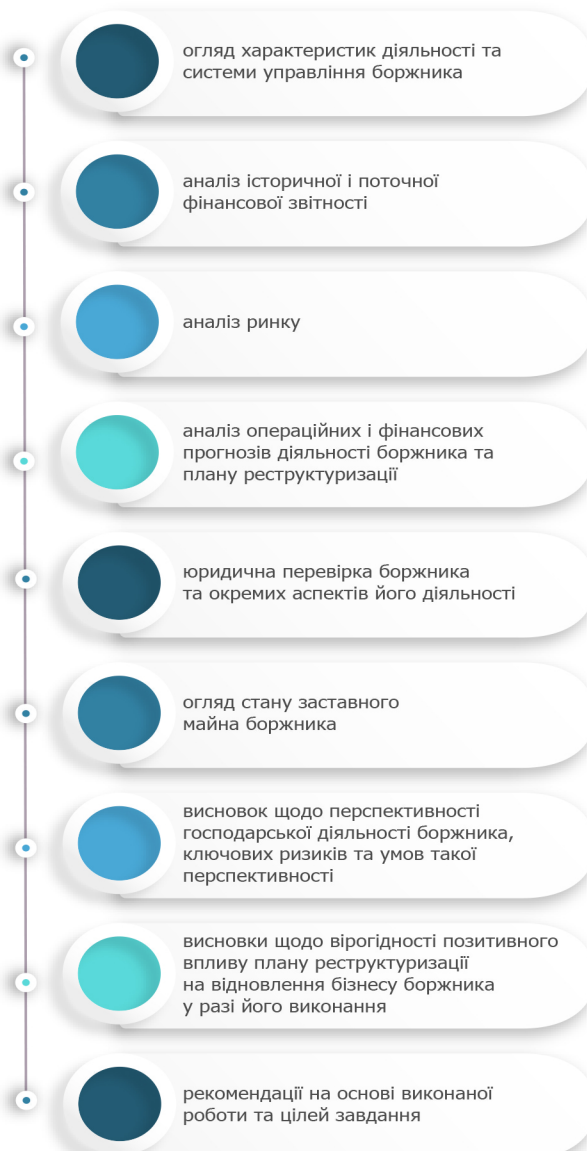 огляд характеристик діяльності та
системи управління боржника
аналіз історичної і поточної
фінансової звітності
аналіз ринку
аналіз операційних і фінансових
прогнозів діяльності боржника та
плану реструктуризації
юридична перевірка боржника
та окремих аспектів його діяльності
огляд стану заставного
майна боржника
висновок щодо перспективності
господарської діяльності боржника,
ключових ризиків та умов такої
перспективності
висновки щодо вірогідності позитивного
впливу плану реструктуризації
на відновлення бізнесу боржника
у разі його виконання
рекомендації на основі виконаної
роботи та цілей завдання